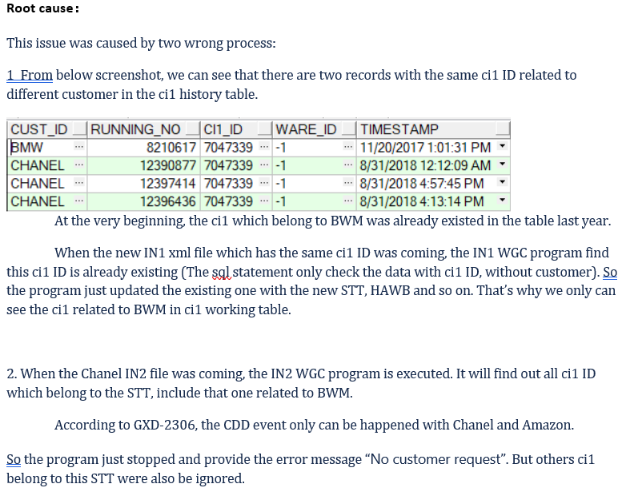 Root cause:
This issue was caused by two wrong process:
1 From below screenshot, we can see that there are two records with the same ci1 ID related to
different customer in the ci1 history table.
CUST_ID RUNNING_NO CI1_ID WARE_ID TIMESTAMP
BMW ... 8210617 7047339 ... -1 ... 11/20/2017 1:01:31 PM
CHANEL ... 12390877 7047339 ... -1 ... 8/31/2018 12:12:09 AM
CHANEL ... 12397414 7047339 ... -1 ... 8/31/2018 4:57:45 PM
CHANEL ... 12396436 7047339 ... -1 ... 8/31/2018 4:13:14 PM
At the very beginning, the ci1 which belong to BWM was already existed in the table last year.
When the new IN1 xml file which has the same ci1 ID was coming, the IN1 WGC program find
this ci1 ID is already existing (The sql statement only check the data with ci1 ID, without customer). So
the program just updated the existing one with the new STT, HAWB and so on. That's why we only can
see the ci1 related to BWM in ci1 working table.
2. When the Chanel IN2 file was coming, the IN2 WGC program is executed. It will find out all ci1 ID
which belong to the STT, include that one related to BWM.
According to GXD-2306, the CDD event only can be happened with Chanel and Amazon.
So the program just stopped and provide the error message "No customer request". But others ci1
belong to this STT were also be ignored.